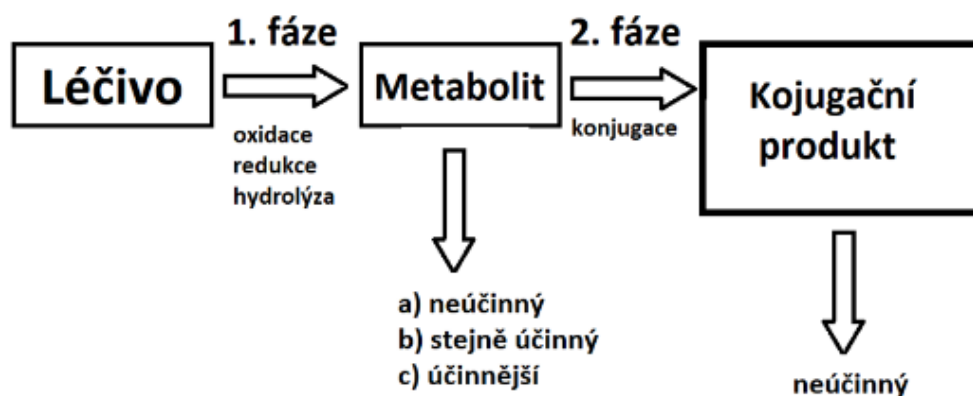 1. fáze
2. fáze
Léčivo
Metabolit
Kojugační
produkt
oxidace
redukce
hydrolýza
konjugace
a) neúčinný
b) stejně účinný
c) účinnější
neúčinný